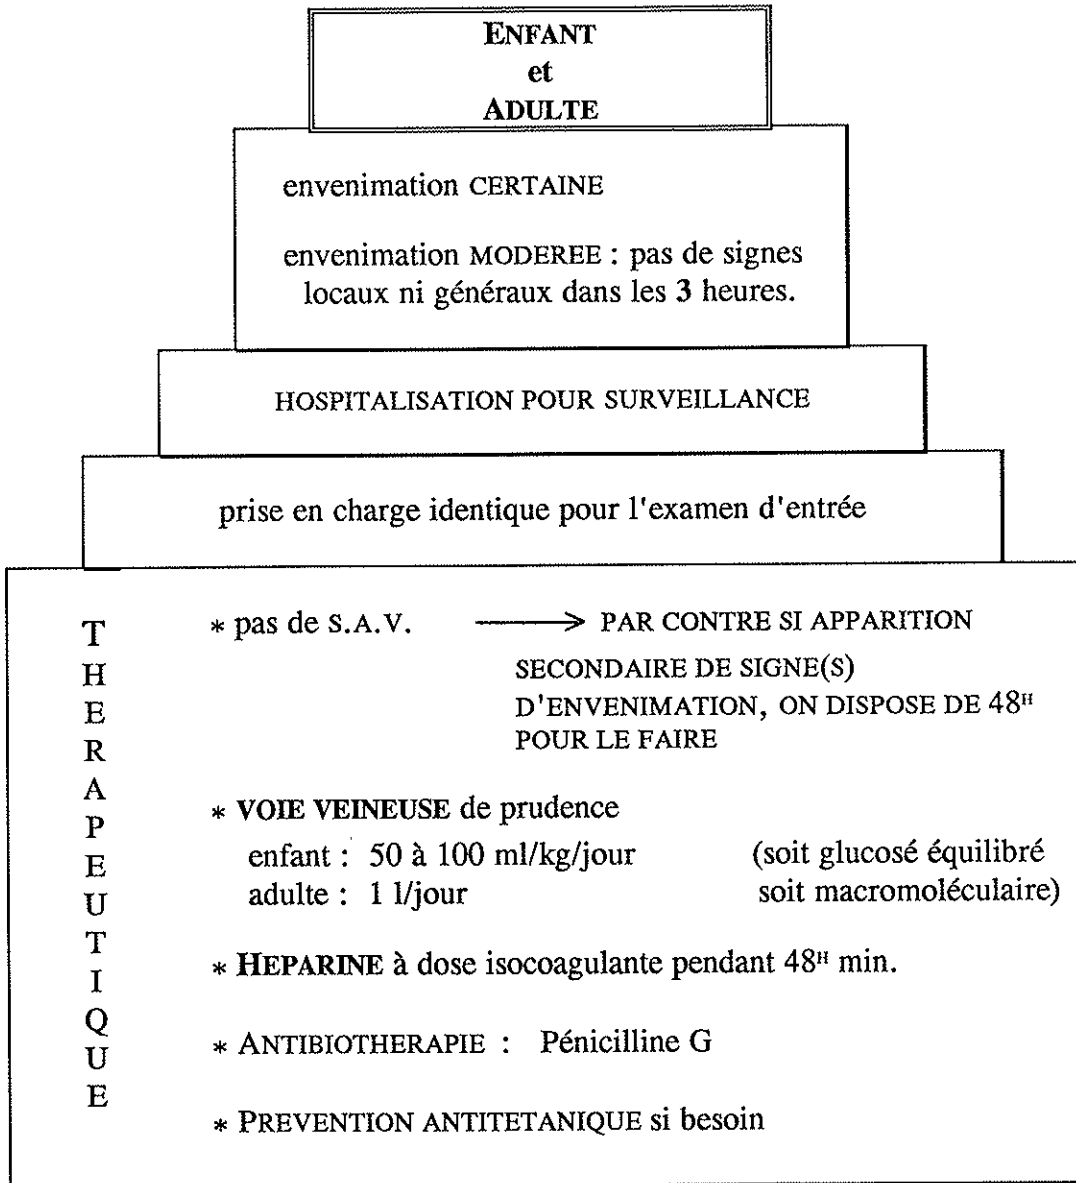 ENFANT
et
ADULTE
envenimation CERTAINE
envenimation MODEREE : pas de signes
locaux ni généraux dans les 3 heures.
HOSPITALISATION POUR SURVEILLANCE
prise en charge identique pour l'examen d'entrée
THERAPEUTIQUE
* pas de S.A.V. ⟶ PAR CONTRE SI APPARITION
SECONDAIRE DE SIGNE(S)
D'ENVENIMATION, ON DISPOSE DE 48ᴴ
POUR LE FAIRE
* VOIE VEINEUSE de prudence
enfant : 50 à 100 ml/kg/jour (soit glucosé équilibré
adulte : 1 l/jour soit macromoléculaire)
* HEPARINE à dose isocoagulante pendant 48ᴴ min.
* ANTIBIOTHERAPIE : Pénicilline G
* PREVENTION ANTITETANIQUE si besoin